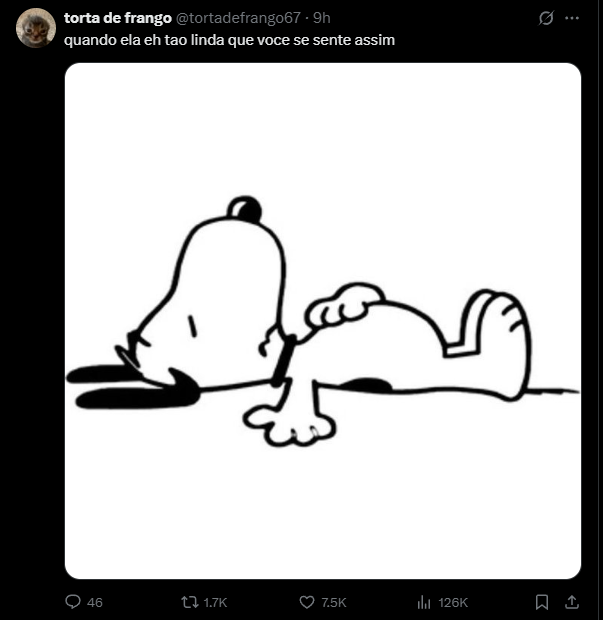 torta de frango @tortadefrango67 · 9h
quando ela eh tao linda que voce se sente assim
46 1.7K 7.5K 126K